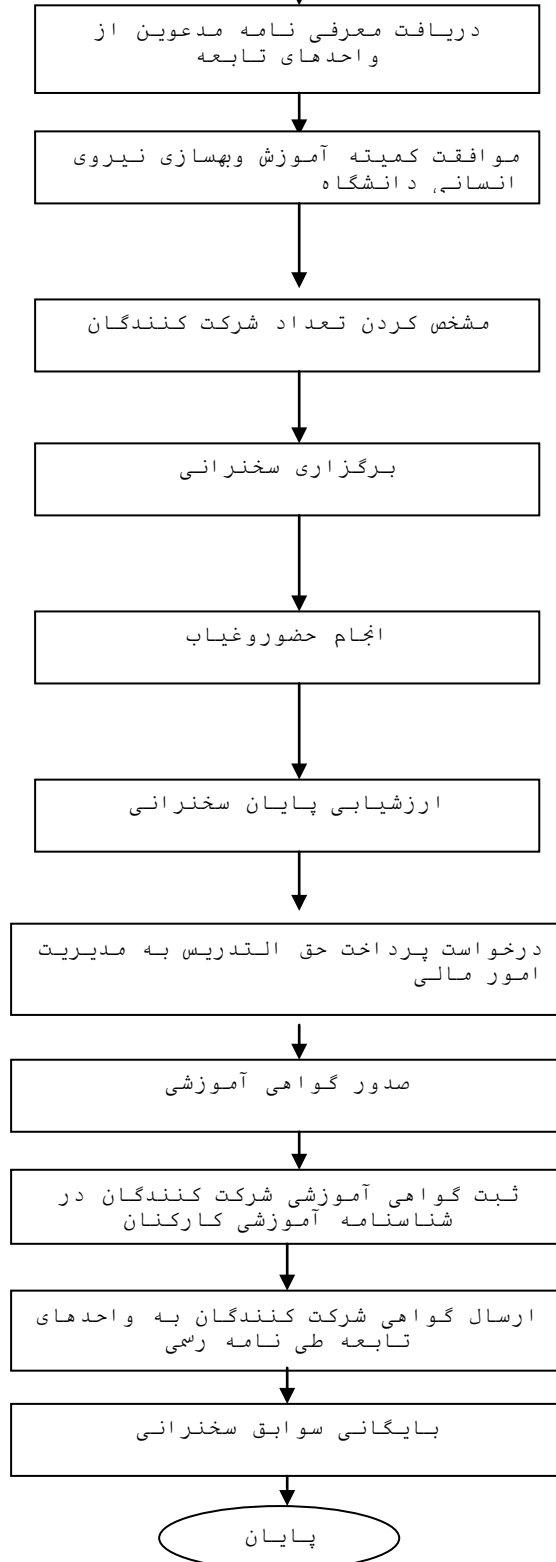 دریافت معرفی نامه مدعوین از
واحدهای تابعه
موافقت کمیته آموزش وبهسازی نیروی
انسانی دانشگاه
مشخص کردن تعداد شرکت کنندگان
برگزاری سخنرانی
انجام حضوروغیاب
ارزشیابی پایان سخنرانی
درخواست پرداخت حق التدریس به مدیریت
امور مالی
صدور گواهی آموزشی
ثبت گواهی آموزشی شرکت کنندگان در
شناسنامه آموزشی کارکنان
ارسال گواهی شرکت کنندگان به واحدهای
تابعه طی نامه رسمی
بایگانی سوابق سخنرانی
پایان